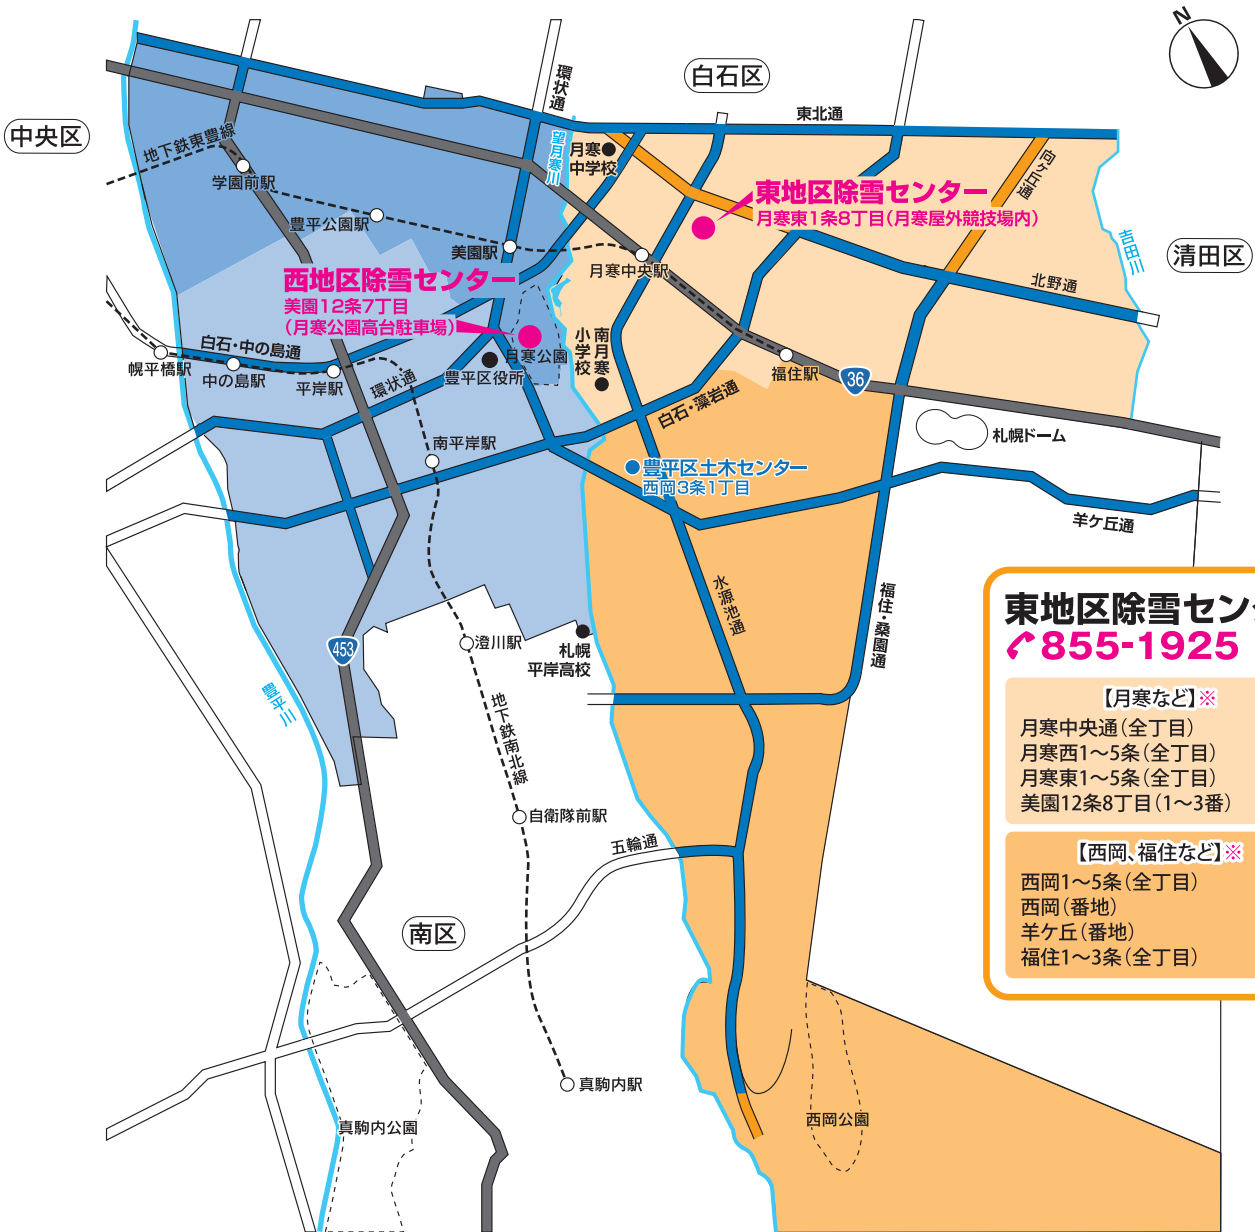 N
白石区
中央区
環状通
東北通
望月寒川
月寒
中学校
向ヶ丘通
地下鉄東豊線
学園前駅
東地区除雪センター
月寒東1条8丁目(月寒屋外競技場内)
豊平公園駅
吉田川
清田区
美園駅
月寒中央駅
西地区除雪センター
美園12条7丁目
(月寒公園高台駐車場)
北野通
白石・中の島通
幌平橋駅
中の島駅
平岸駅
環状通
豊平区役所
月寒公園
南月寒
小学校
福住駅
36
白石・藻岩通
札幌ドーム
南平岸駅
豊平区土木センター
西岡3条1丁目
羊ケ丘通
水源池通
福住・桑園通
453
澄川駅
札幌
平岸高校
豊平川
地下鉄南北線
自衛隊前駅
五輪通
南区
真駒内駅
真駒内公園
西岡公園
東地区除雪セン
855-1925
【月寒など】※
月寒中央通(全丁目)
月寒西1〜5条(全丁目)
月寒東1〜5条(全丁目)
美園12条8丁目(1〜3番)
【西岡、福住など】※
西岡1〜5条(全丁目)
西岡(番地)
羊ケ丘(番地)
福住1〜3条(全丁目)